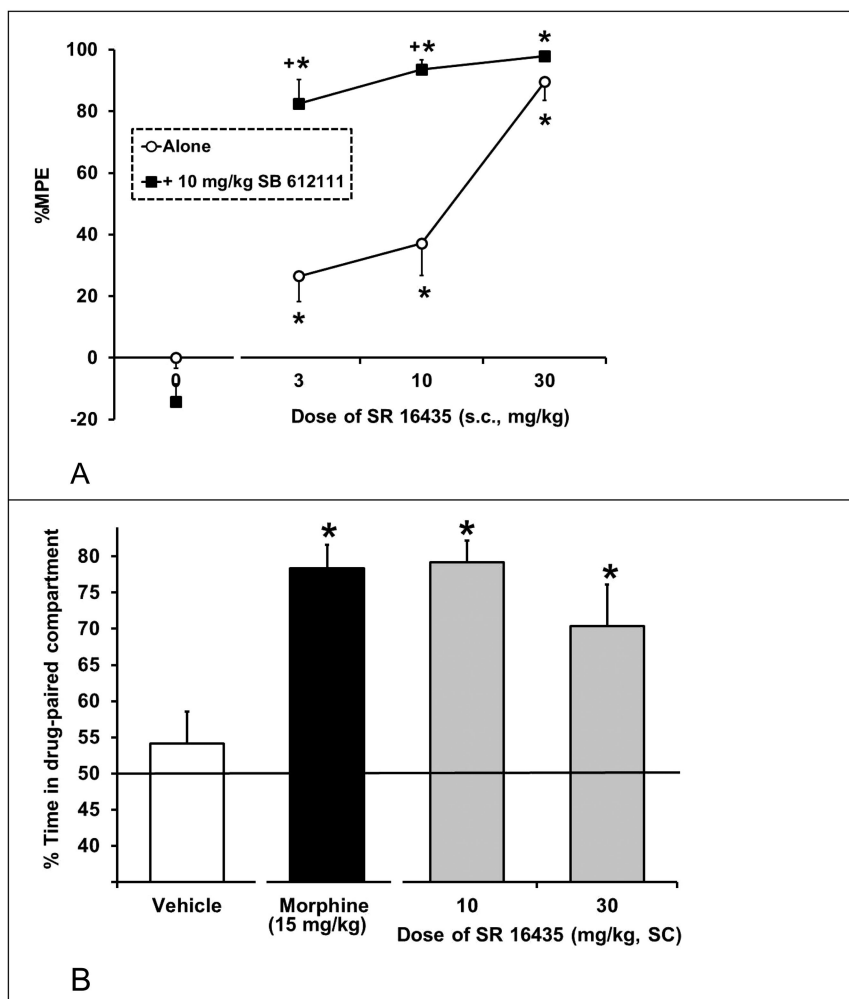 100
80
60
40
20
0
-20
%MPE
+*
+*
*
Alone
+ 10 mg/kg SB 612111
*
*
*
0 3 10 30
Dose of SR 16435 (s.c., mg/kg)
A
80
75
70
65
60
55
50
45
40
% Time in drug-paired compartment
* * *
Vehicle Morphine 10 30
(15 mg/kg) Dose of SR 16435 (mg/kg, SC)
B